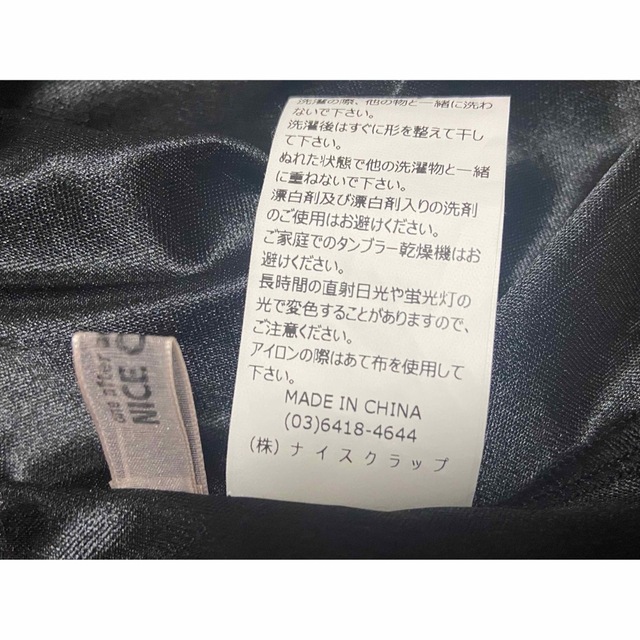 洗濯の際、他の物と一緒に洗わ
ないで下さい。
洗濯後はすぐに形を整えて干し
て下さい。
ぬれた状態で他の洗濯物と一緒
に重ねないで下さい。
漂白剤及び漂白剤入りの洗剤
のご使用はお避けください。
ご家庭でのタンブラー乾燥機はお
避けください。
長時間の直射日光や蛍光灯の
光で変色することがありますので、
ご注意ください。
アイロンの際はあて布を使用して
下さい。
MADE IN CHINA
(03)6418-4644
(株) ナイスクラップ
one after
NICE C